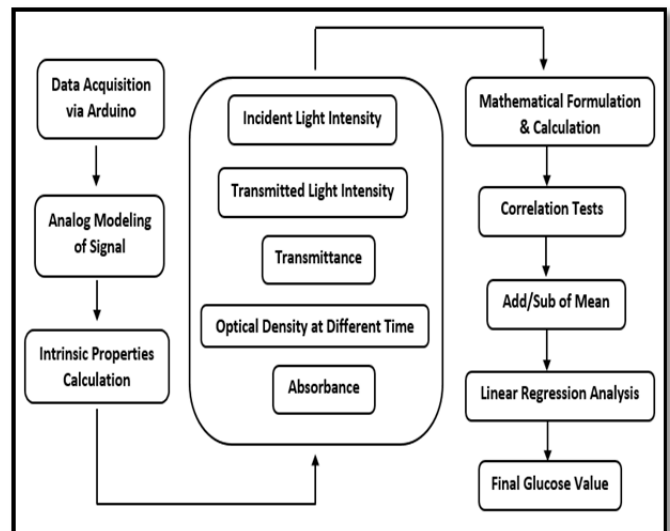 Data Acquisition
via Arduino
Analog Modeling
of Signal
Intrinsic Properties
Calculation
Incident Light Intensity
Transmitted Light Intensity
Transmittance
Optical Density at Different Time
Absorbance
Mathematical Formulation
& Calculation
Correlation Tests
Add/Sub of Mean
Linear Regression Analysis
Final Glucose Value